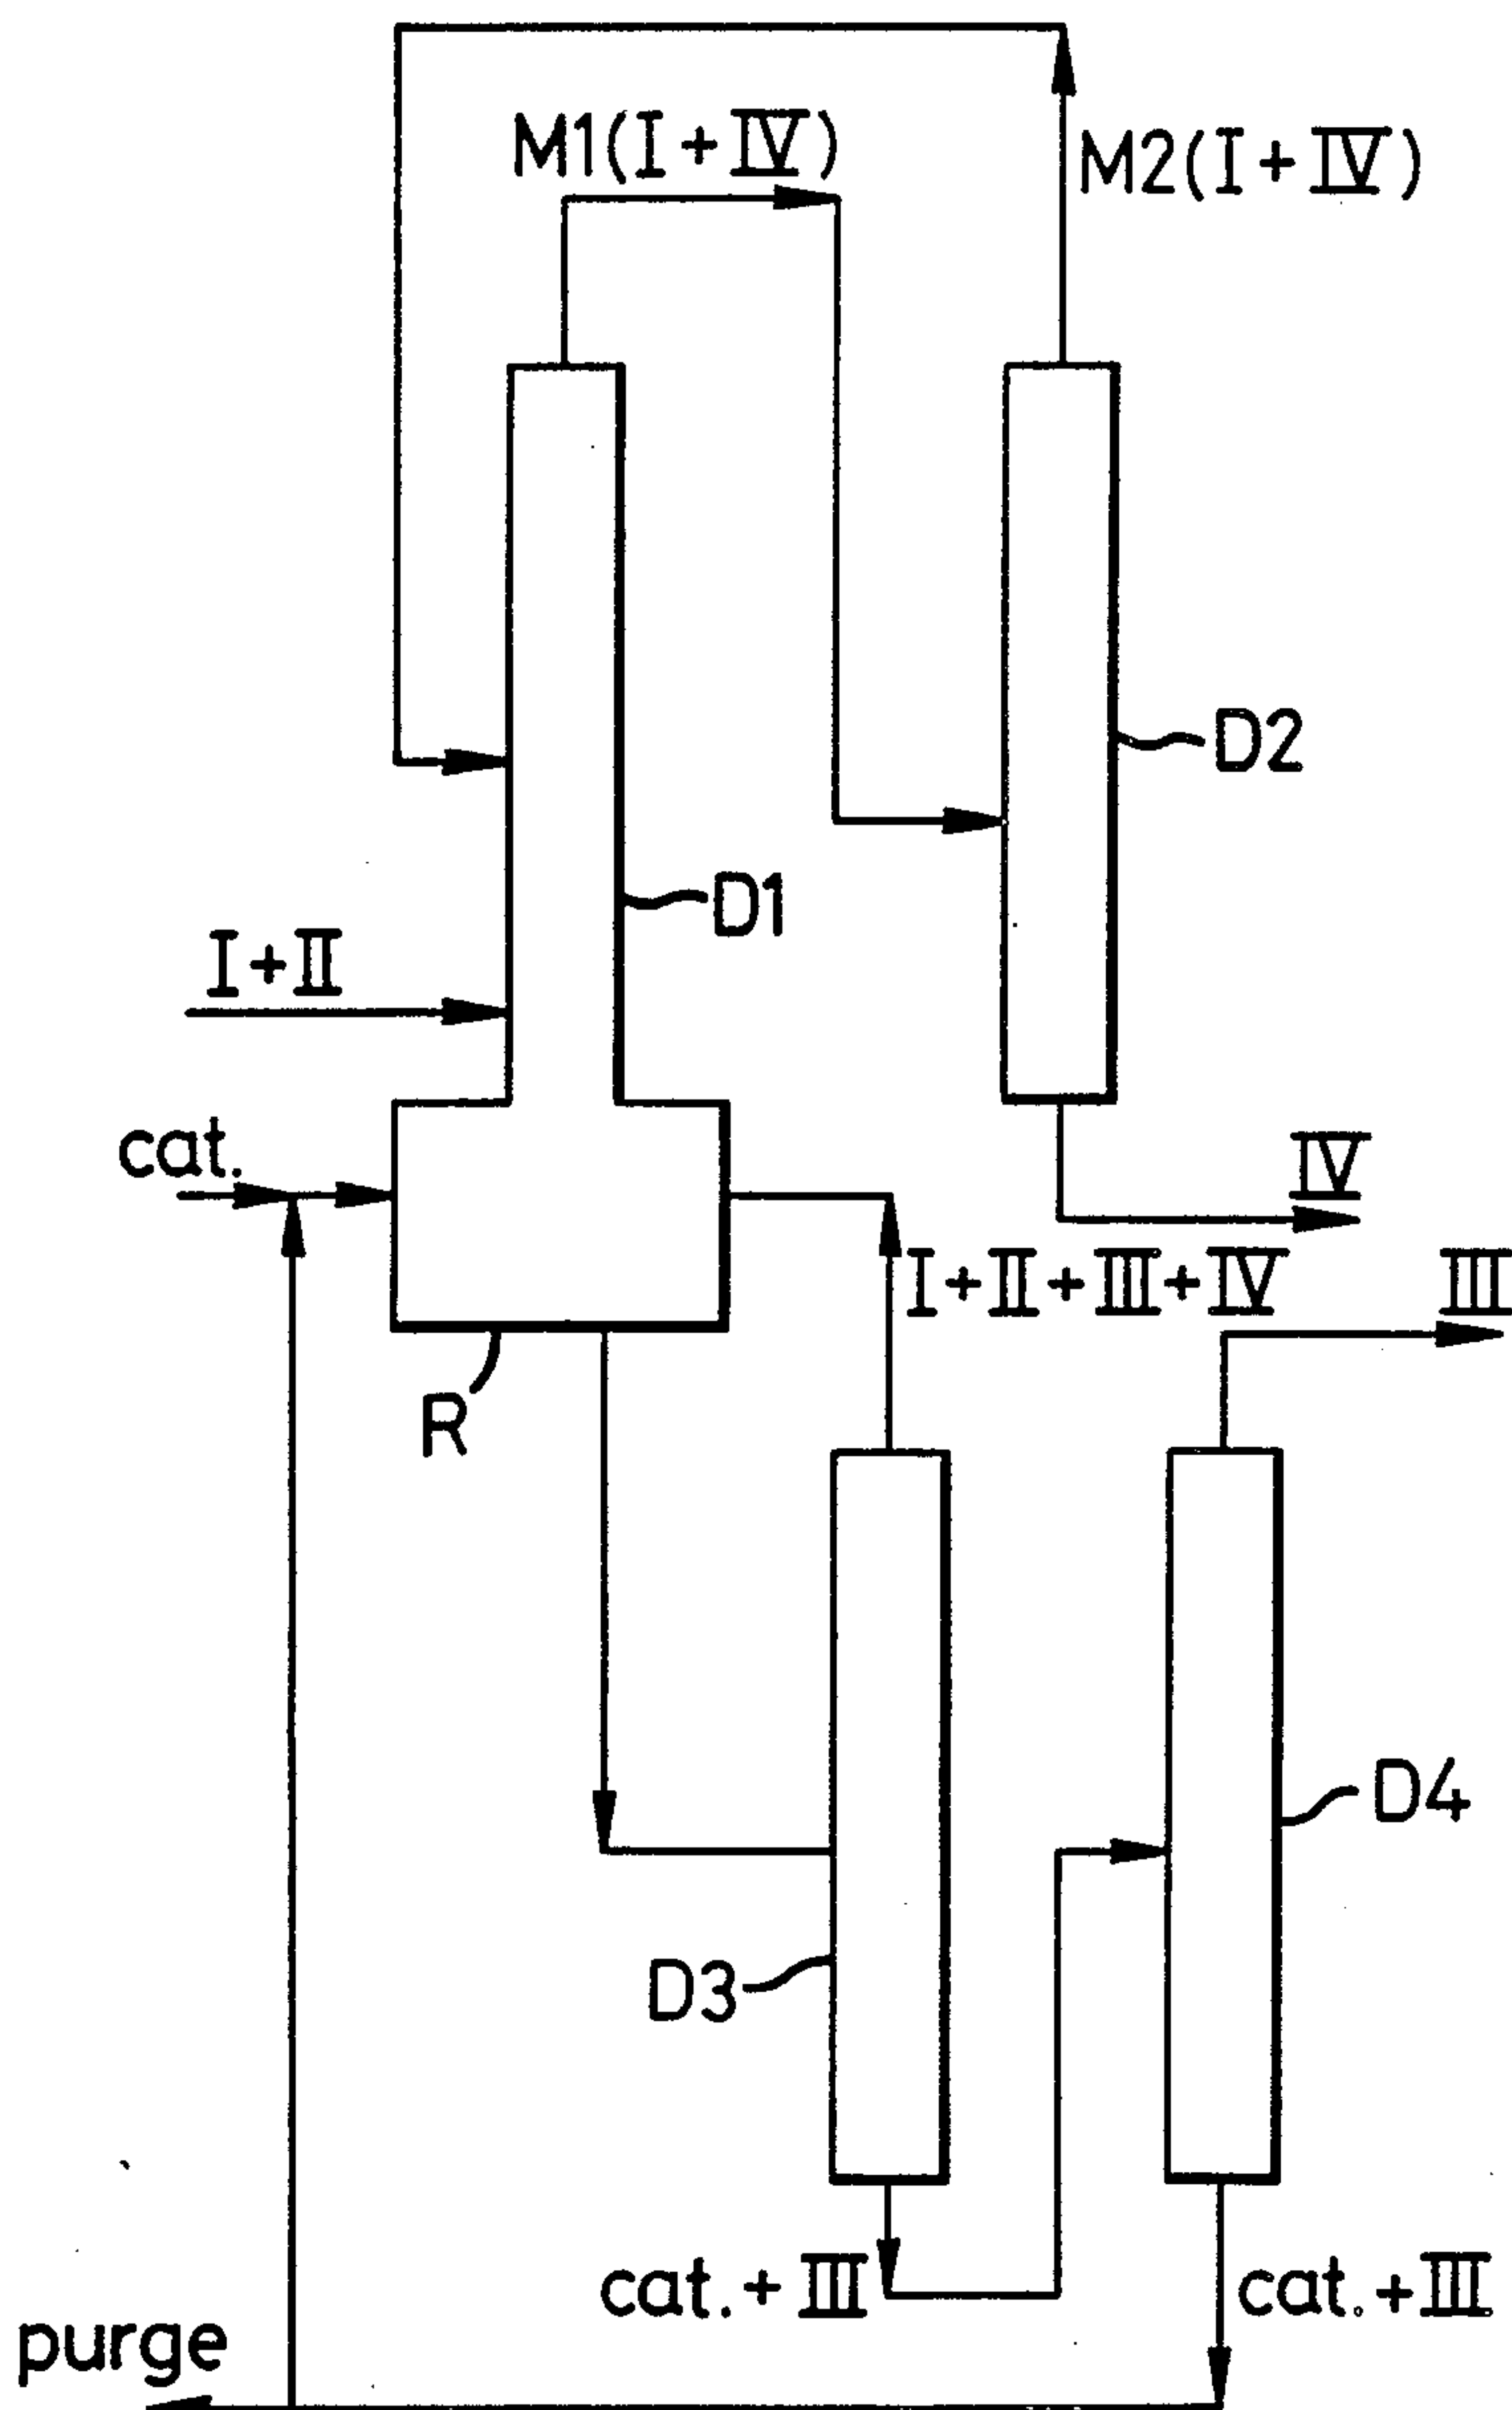 M1(I+IV)
M2(I+IV)
D2
D1
I+II
cat.
IV
I+II+III+IV
III
R
D4
D3
cat.+III
cat.+III
purge